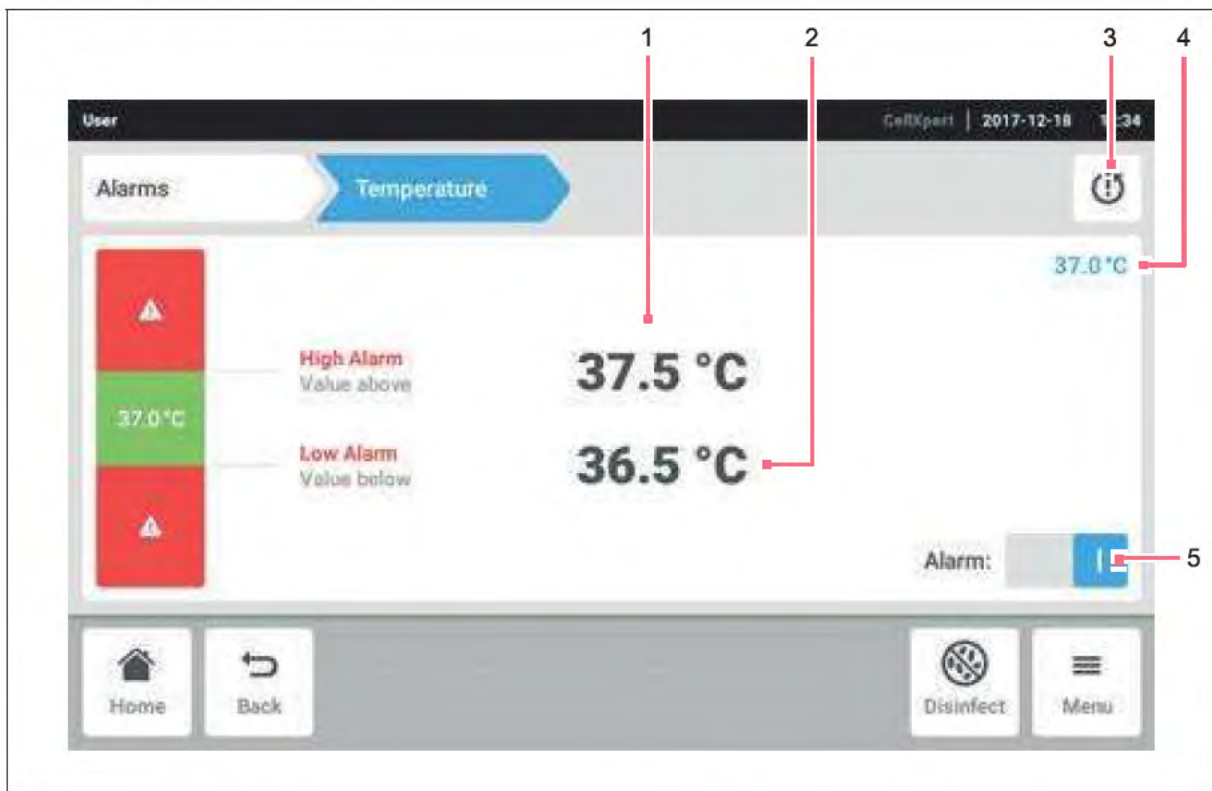 1 2 3 4
User CellXpert | 2017-12-18 :34
Alarms Temperature
37.0 °C
High Alarm
Value above
37.5 °C
37.0 °C
Low Alarm
Value below
36.5 °C
Alarm: 5
Home Back Disinfect Menu